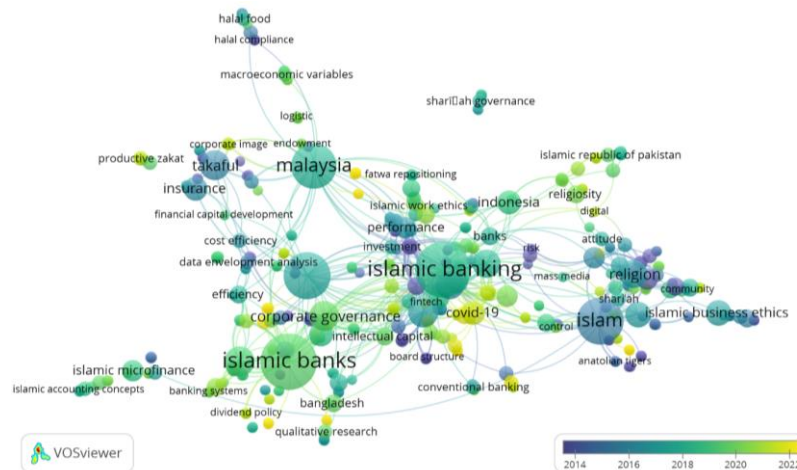 halal food
halal compliance
macroeconomic variables
shari‌□ah governance
logistic
corporate image
endowment
productive zakat
takaful
malaysia
islamic republic of pakistan
insurance
fatwa repositioning
religiosity
islamic work ethics
indonesia
digital
financial capital development
performance
cost efficiency
banks
attitude
investment
risk
data envelopment analysis
islamic banking
mass media
religion
efficiency
community
fintech
shariah
corporate governance
covid-19
islam
islamic business ethics
control
intellectual capital
board structure
islamic banks
anatolian tigers
islamic microfinance
conventional banking
islamic accounting concepts
banking systems
bangladesh
dividend policy
qualitative research
VOSviewer
2014 2016 2018 2020 2022